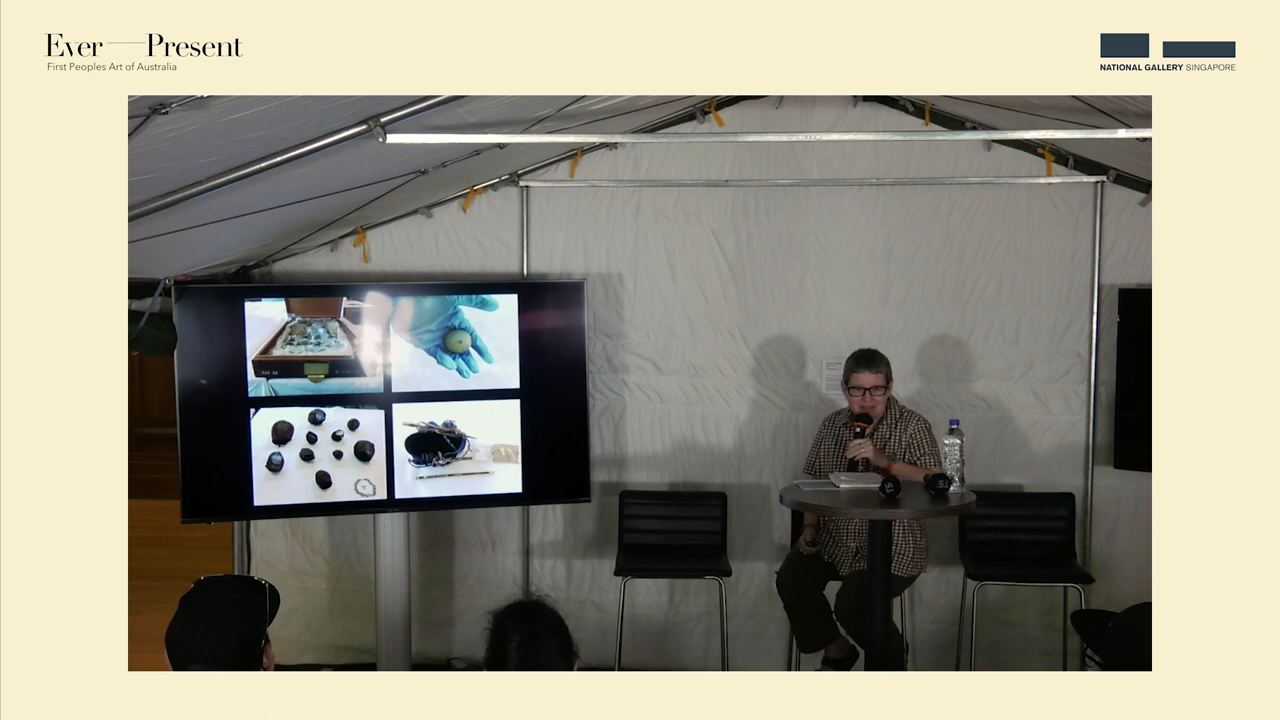 Ever — Present
First Peoples Art of Australia
NATIONAL GALLERY SINGAPORE